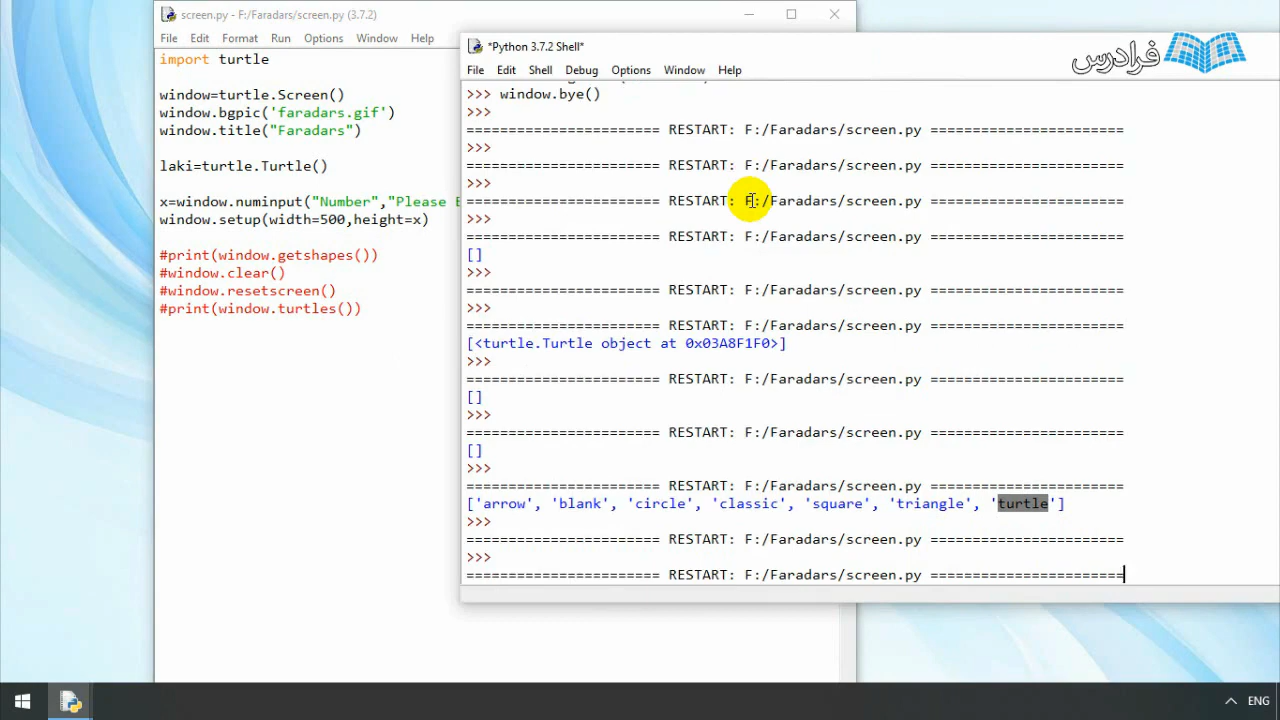 screen.py - F:/Faradars/screen.py (3.7.2)
File Edit Format Run Options Window Help
import turtle
window=turtle.Screen()
window.bgpic('faradars.gif')
window.title("Faradars")
laki=turtle.Turtle()
x=window.numinput("Number","Please E
window.setup(width=500,height=x)
#print(window.getshapes())
#window.clear()
#window.resetscreen()
#print(window.turtles())
*Python 3.7.2 Shell*
فرادرس
File Edit Shell Debug Options Window Help
>>> window.bye()
>>>
======================= RESTART: F:/Faradars/screen.py =======================
>>>
======================= RESTART: F:/Faradars/screen.py =======================
>>>
======================= RESTART: F:/Faradars/screen.py =======================
>>>
======================= RESTART: F:/Faradars/screen.py =======================
[]
>>>
======================= RESTART: F:/Faradars/screen.py =======================
>>>
======================= RESTART: F:/Faradars/screen.py =======================
[<turtle.Turtle object at 0x03A8F1F0>]
>>>
======================= RESTART: F:/Faradars/screen.py =======================
[]
>>>
======================= RESTART: F:/Faradars/screen.py =======================
[]
>>>
======================= RESTART: F:/Faradars/screen.py =======================
['arrow', 'blank', 'circle', 'classic', 'square', 'triangle', 'turtle']
>>>
======================= RESTART: F:/Faradars/screen.py =======================
>>>
======================= RESTART: F:/Faradars/screen.py =======================
ENG